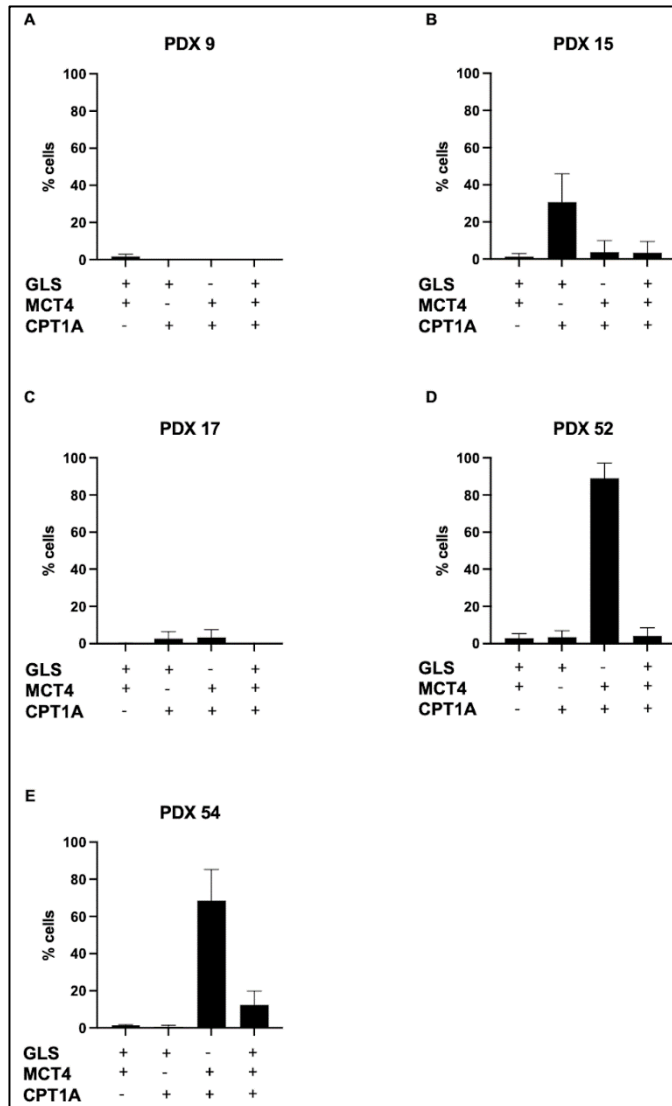 A
PDX 9
100
80
60
40
20
0
% cells
GLS + + - +
MCT4 + - + +
CPT1A - + + +
B
PDX 15
100
80
60
40
20
0
% cells
GLS + + - +
MCT4 + - + +
CPT1A - + + +
C
PDX 17
100
80
60
40
20
0
% cells
GLS + + - +
MCT4 + - + +
CPT1A - + + +
D
PDX 52
100
80
60
40
20
0
% cells
GLS + + - +
MCT4 + - + +
CPT1A - + + +
E
PDX 54
100
80
60
40
20
0
% cells
GLS + + - +
MCT4 + - + +
CPT1A - + + +